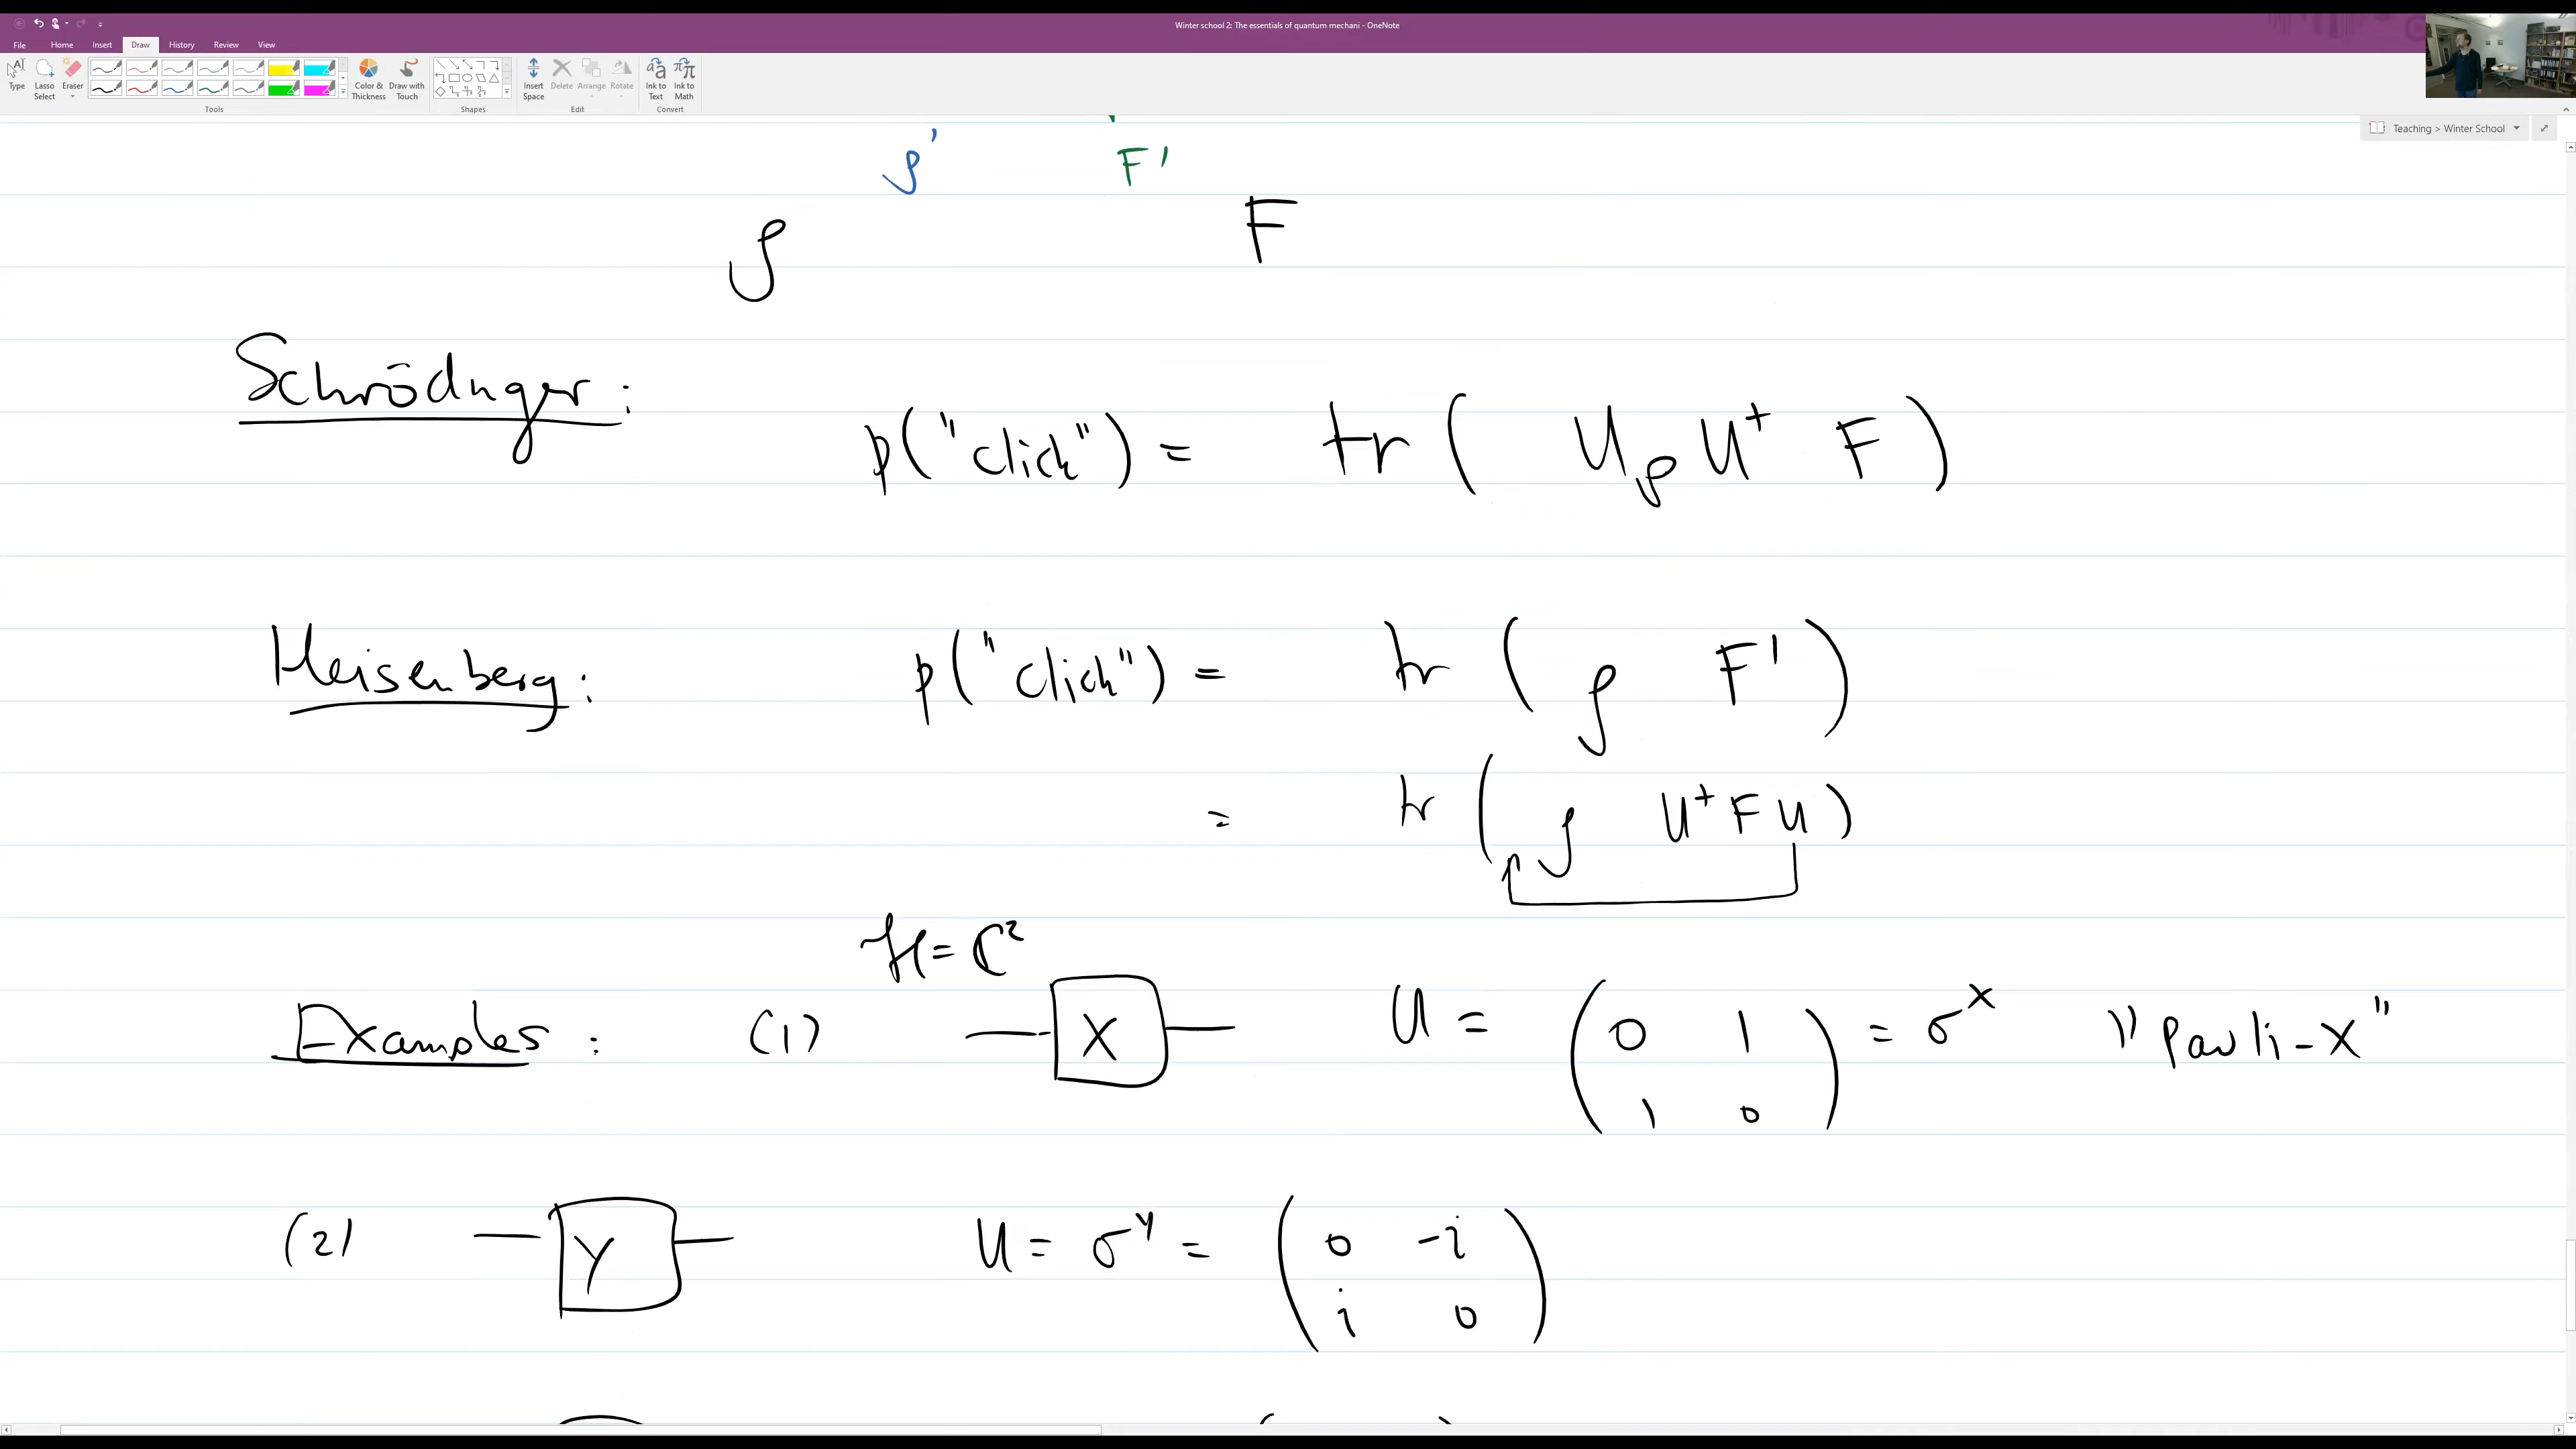 Winter school 2: The essentials of quantum mechani - OneNote
File Home Insert Draw History Review View
Type Lasso Select Eraser Color & Thickness Draw with Touch Insert Space Delete Arrange Rotate Ink to Text Ink to Math
Tools Shapes Edit Convert
Teaching > Winter School
ρ' F'
ρ F
Schrödnger: p("click") = tr( U ρ U† F )
Heisenberg: p("click") = tr ( ρ F' )
= tr ( ρ U† F U )
ℋ = ℂ²
Examples: (1) X U = ( 0 1 = σˣ "Pauli-X"
1 0 )
(2) Y U = σʸ = ( 0 -i
i 0 )